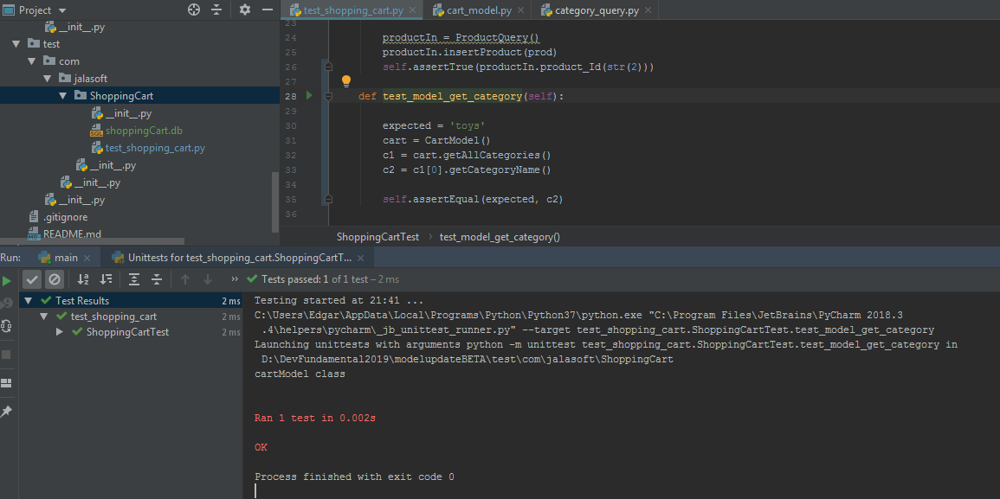 Project
__init__.py
test
com
jalasoft
ShoppingCart
__init__.py
shoppingCart.db
test_shopping_cart.py
__init__.py
__init__.py
__init__.py
.gitignore
README.md
test_shopping_cart.py
cart_model.py
category_query.py
23
24 productIn = ProductQuery()
25 productIn.insertProduct(prod)
26 self.assertTrue(productIn.product_Id(str(2)))
27
28 def test_model_get_category(self):
29
30 expected = 'toys'
31 cart = CartModel()
32 c1 = cart.getAllCategories()
33 c2 = c1[0].getCategoryName()
34
35 self.assertEqual(expected, c2)
36
ShoppingCartTest › test_model_get_category()
Run: main Unittests for test_shopping_cart.ShoppingCartT...
» Tests passed: 1 of 1 test – 2 ms
Test Results 2 ms
test_shopping_cart 2 ms
ShoppingCartTest 2 ms
Testing started at 21:41 ...
C:\Users\Edgar\AppData\Local\Programs\Python\Python37\python.exe "C:\Program Files\JetBrains\PyCharm 2018.3
.4\helpers\pycharm\_jb_unittest_runner.py" --target test_shopping_cart.ShoppingCartTest.test_model_get_category
Launching unittests with arguments python -m unittest test_shopping_cart.ShoppingCartTest.test_model_get_category in
D:\DevFundamental2019\modelupdateBETA\test\com\jalasoft\ShoppingCart
cartModel class
Ran 1 test in 0.002s
OK
Process finished with exit code 0